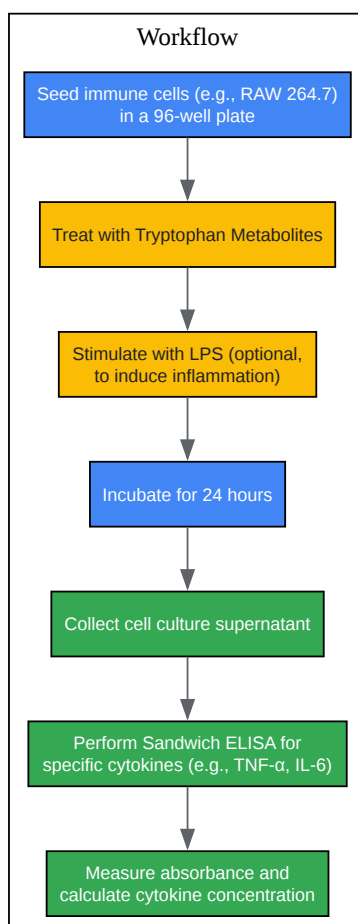 Workflow
Seed immune cells (e.g., RAW 264.7)
in a 96-well plate
Treat with Tryptophan Metabolites
Stimulate with LPS (optional,
to induce inflammation)
Incubate for 24 hours
Collect cell culture supernatant
Perform Sandwich ELISA for
specific cytokines (e.g., TNF-α, IL-6)
Measure absorbance and
calculate cytokine concentration